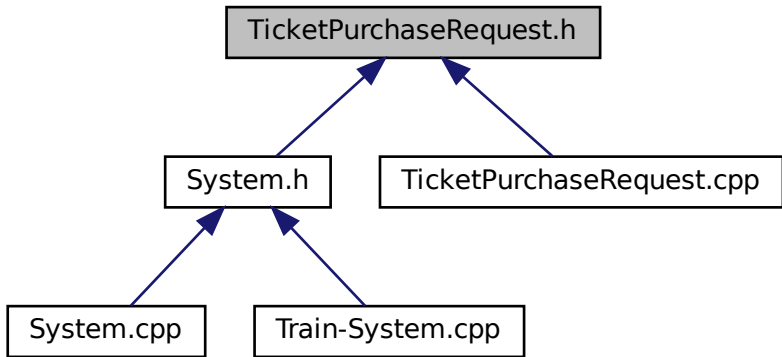 TicketPurchaseRequest.h
System.h
TicketPurchaseRequest.cpp
System.cpp
Train-System.cpp